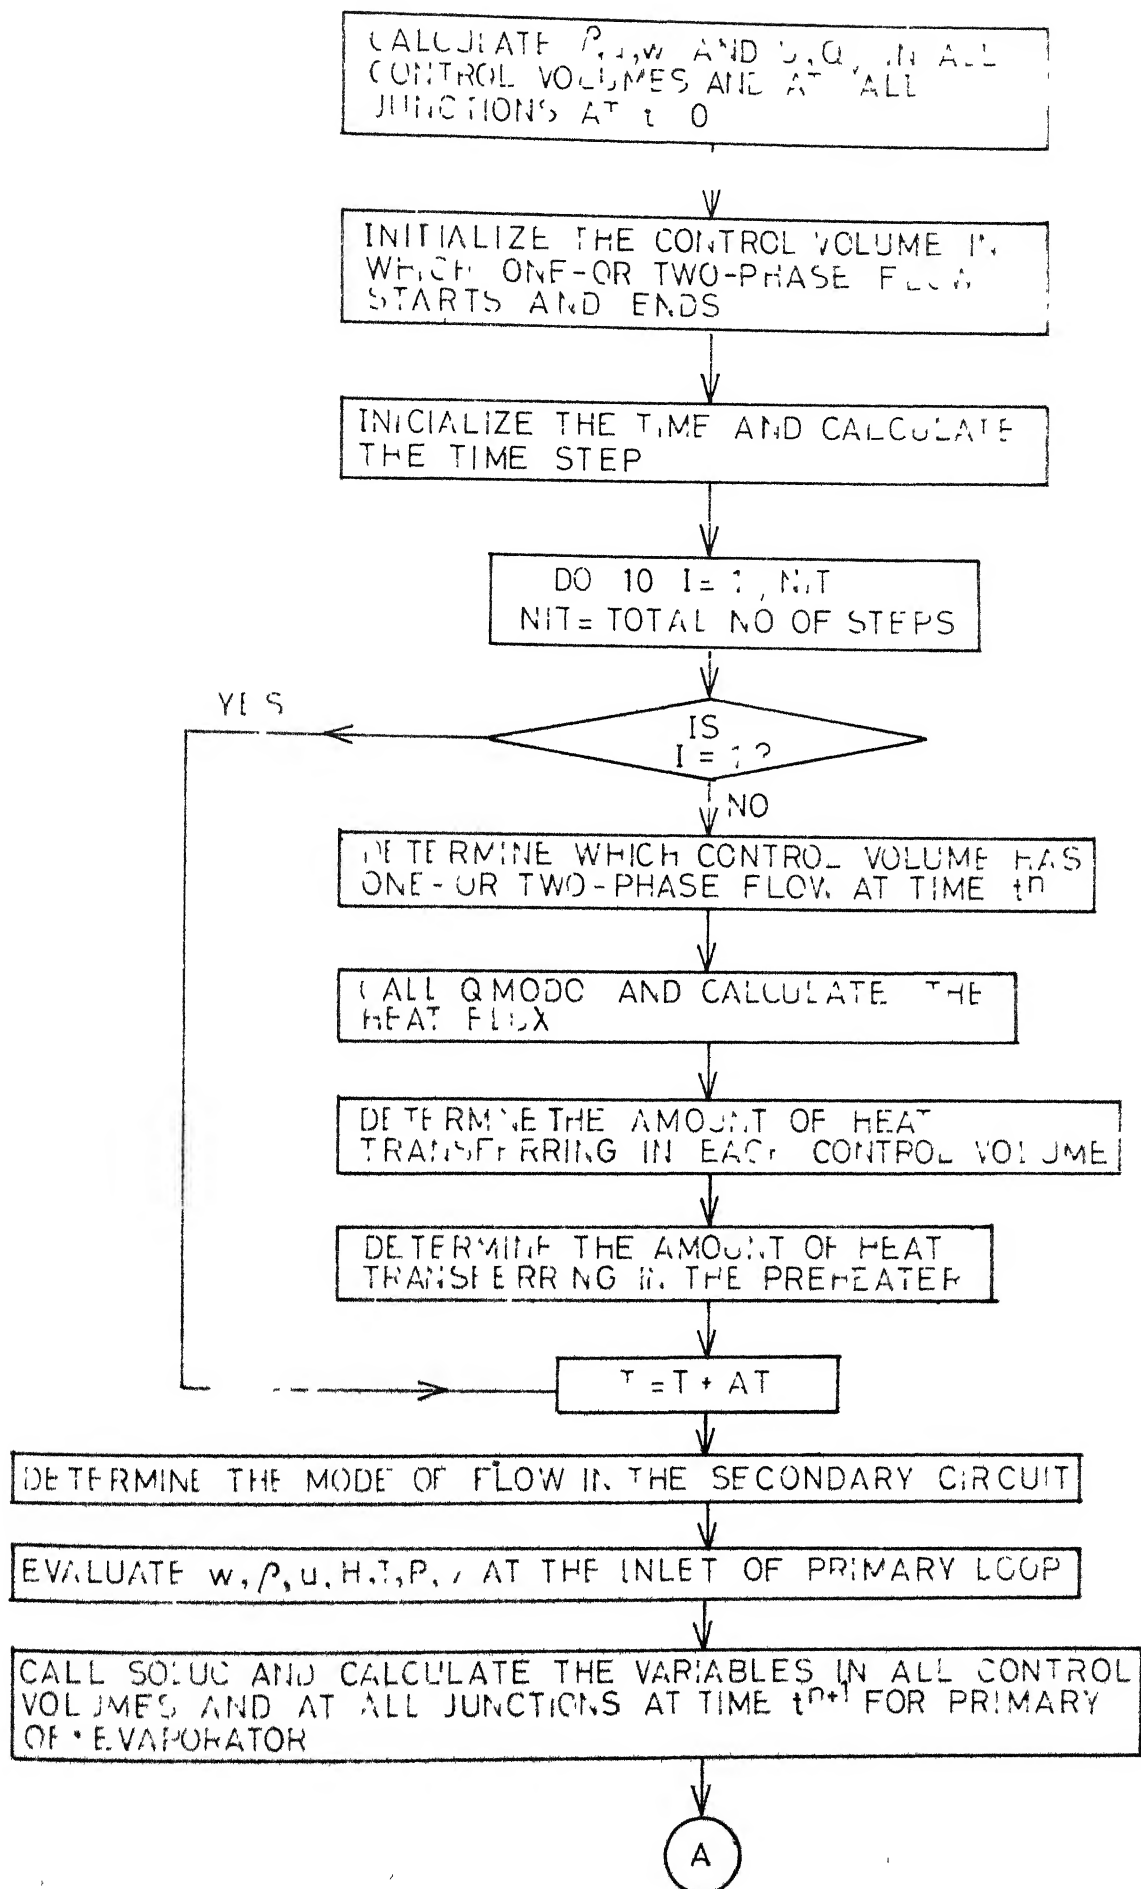 CALCULATE ρ, u, w AND U, Q, IN ALL
CONTROL VOLUMES AND AT ALL
JUNCTIONS AT t 0
INITIALIZE THE CONTROL VOLUME IN
WHICH ONE-OR TWO-PHASE FLOW
STARTS AND ENDS
INICIALIZE THE TIME AND CALCULATE
THE TIME STEP
DO 10 I = 1, NIT
NIT = TOTAL NO OF STEPS
YES
IS
I = 1 ?
NO
DETERMINE WHICH CONTROL VOLUME HAS
ONE-OR TWO-PHASE FLOW AT TIME tⁿ
CALL QMODC AND CALCULATE THE
HEAT FLUX
DETERMINE THE AMOUNT OF HEAT
TRANSFERRING IN EACH CONTROL VOLUME
DETERMINE THE AMOUNT OF HEAT
TRANSFERRING IN THE PREHEATER
T = T + ΔT
DETERMINE THE MODE OF FLOW IN THE SECONDARY CIRCUIT
EVALUATE w, ρ, u, H, T, P, AT THE INLET OF PRIMARY LOOP
CALL SOLUC AND CALCULATE THE VARIABLES IN ALL CONTROL
VOLUMES AND AT ALL JUNCTIONS AT TIME tⁿ⁺¹ FOR PRIMARY
OF EVAPORATOR
A